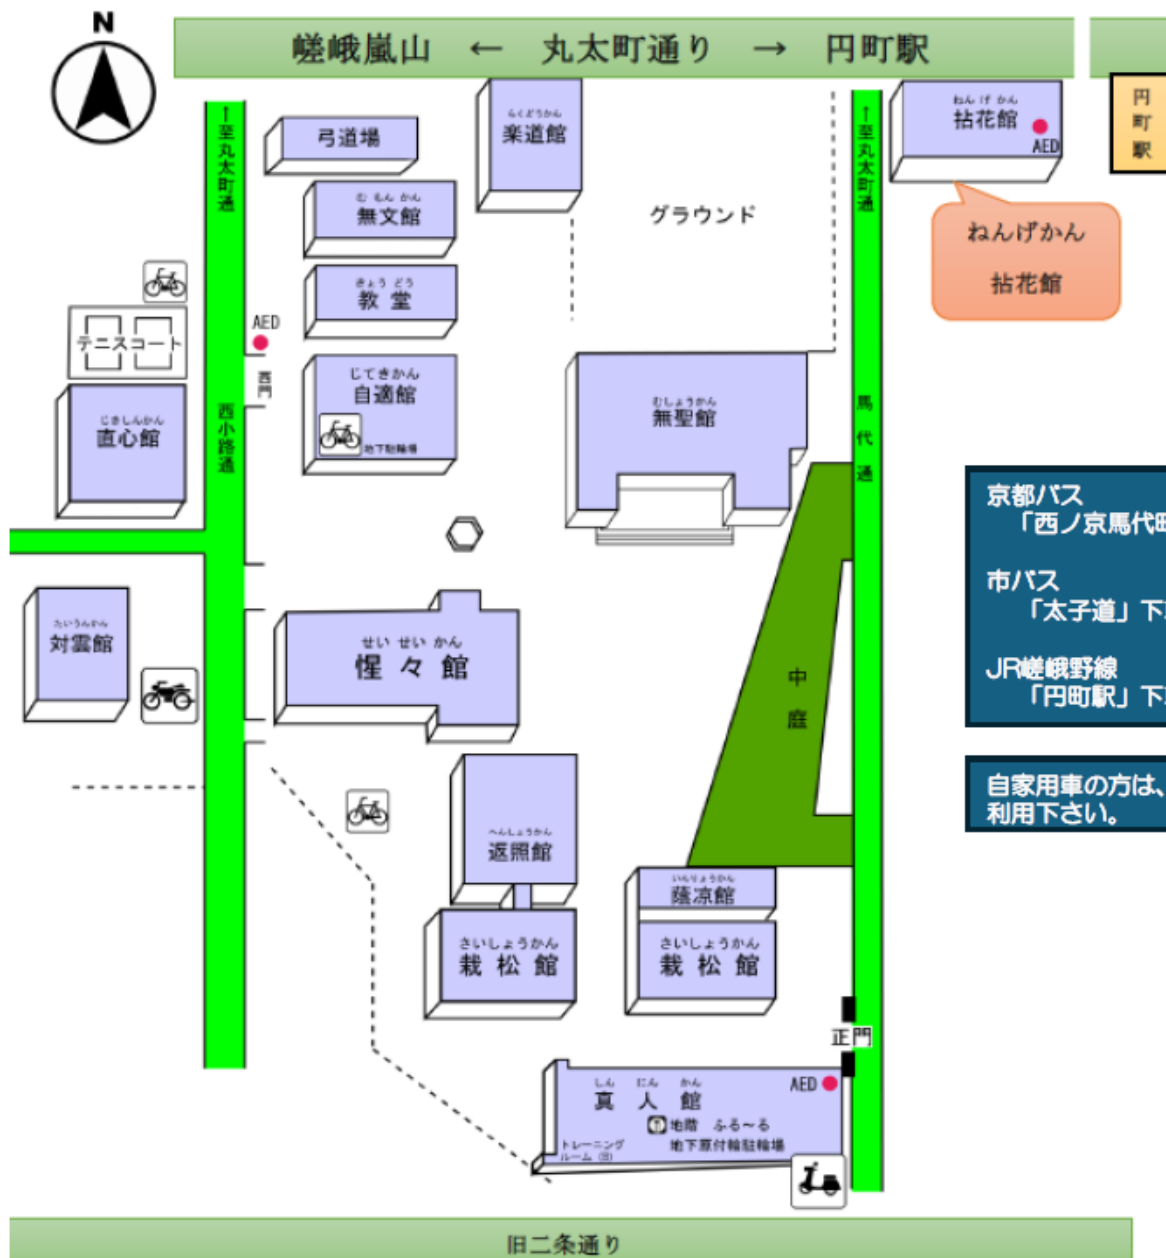 N
嵯峨嵐山 ← 丸太町通り → 円町駅
↑至丸太町通
弓道場
らくどうかん
楽道館
↑至丸太町通
ねんげかん
拈花館
AED
円町駅
むもんかん
無文館
グラウンド
ねんげかん
拈花館
きょうどう
教堂
AED
テニスコート
西門
じてきかん
自適館
地下駐輪場
むしょうかん
無聖館
馬代通
じきしんかん
直心館
西小路通
京都バス
「西ノ京馬代町
市バス
「太子道」下
JR嵯峨野線
「円町駅」下
たいうんかん
対雲館
せいせいかん
惺々館
中庭
自家用車の方は、
利用下さい。
へんしょうかん
返照館
いんりょうかん
蔭凉館
さいしょうかん
栽松館
さいしょうかん
栽松館
正門
しんにんかん
真人館
AED
地階 ふる～る
トレーニング
ルーム (B)
地下原付輪駐輪場
旧二条通り